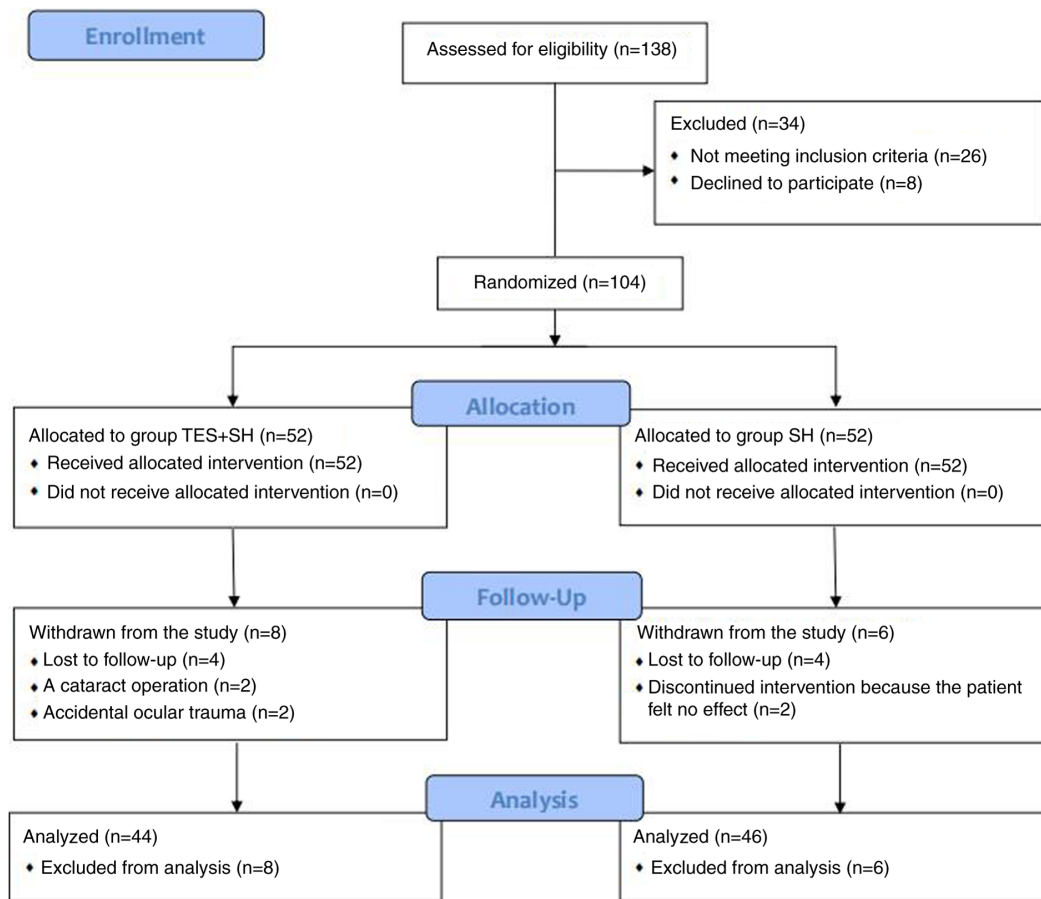 Enrollment
Assessed for eligibility (n=138)
Excluded (n=34)
♦ Not meeting inclusion criteria (n=26)
♦ Declined to participate (n=8)
Randomized (n=104)
Allocation
Allocated to group TES+SH (n=52)
♦ Received allocated intervention (n=52)
♦ Did not receive allocated intervention (n=0)
Allocated to group SH (n=52)
♦ Received allocated intervention (n=52)
♦ Did not receive allocated intervention (n=0)
Follow-Up
Withdrawn from the study (n=8)
♦ Lost to follow-up (n=4)
♦ A cataract operation (n=2)
♦ Accidental ocular trauma (n=2)
Withdrawn from the study (n=6)
♦ Lost to follow-up (n=4)
♦ Discontinued intervention because the patient
felt no effect (n=2)
Analysis
Analyzed (n=44)
♦ Excluded from analysis (n=8)
Analyzed (n=46)
♦ Excluded from analysis (n=6)